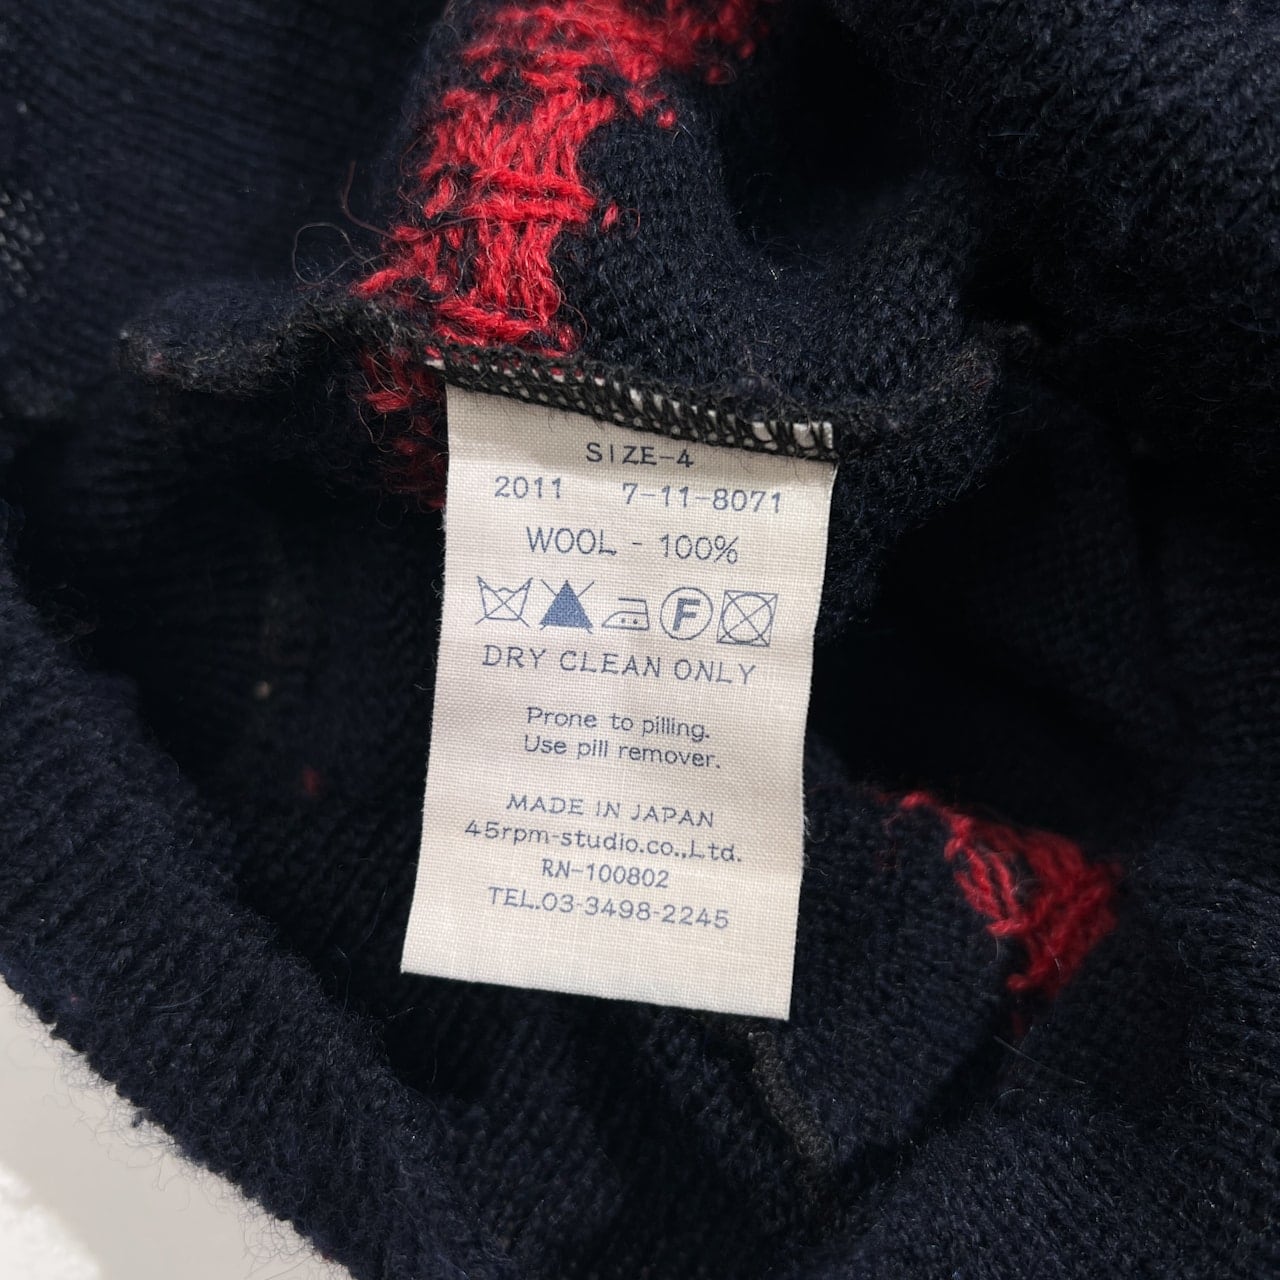 SIZE-4
2011 7-11-8071
WOOL - 100%
F
DRY CLEAN ONLY
Prone to pilling.
Use pill remover.
MADE IN JAPAN
45rpm-studio.co.,Ltd.
RN-100802
TEL.03-3498-2245